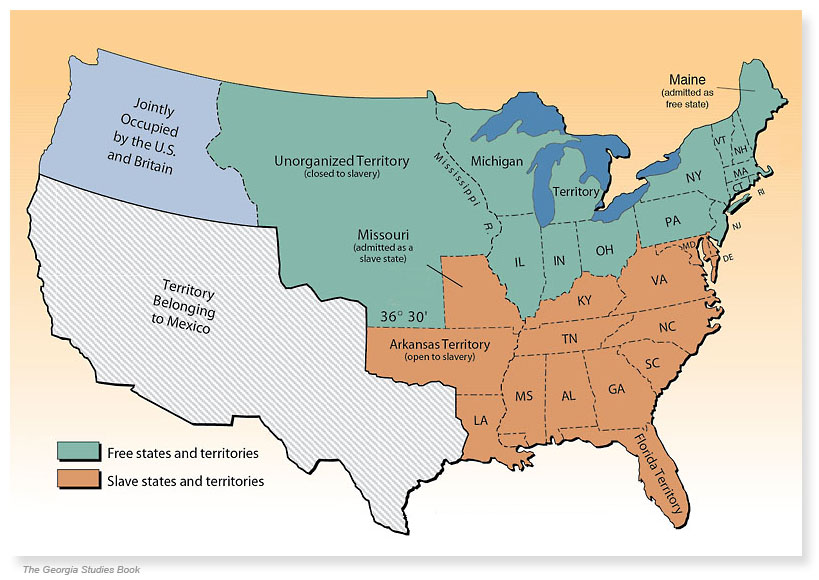 Maine
(admitted as
free state)
Jointly
Occupied
by the U.S.
and Britain
Unorganized Territory
(closed to slavery)
Mississippi R.
Michigan
Territory
VT
NH
MA
CT
RI
NY
PA
NJ
MD
DE
Missouri
(admitted as a
slave state)
IL
IN
OH
VA
KY
Territory
Belonging
to Mexico
36° 30'
Arkansas Territory
(open to slavery)
TN
NC
SC
MS
AL
GA
LA
Florida Territory
Free states and territories
Slave states and territories
The Georgia Studies Book